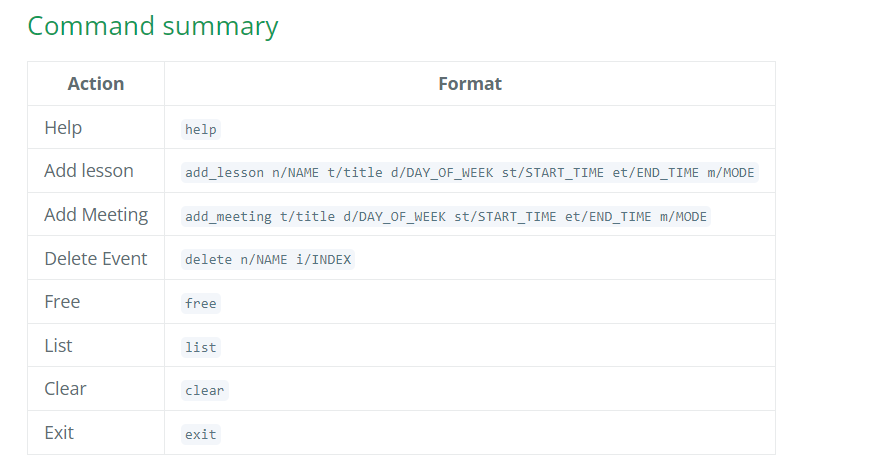 Command summary
Action Format
Help help
Add lesson add_lesson n/NAME t/title d/DAY_OF_WEEK st/START_TIME et/END_TIME m/MODE
Add Meeting add_meeting t/title d/DAY_OF_WEEK st/START_TIME et/END_TIME m/MODE
Delete Event delete n/NAME i/INDEX
Free free
List list
Clear clear
Exit exit